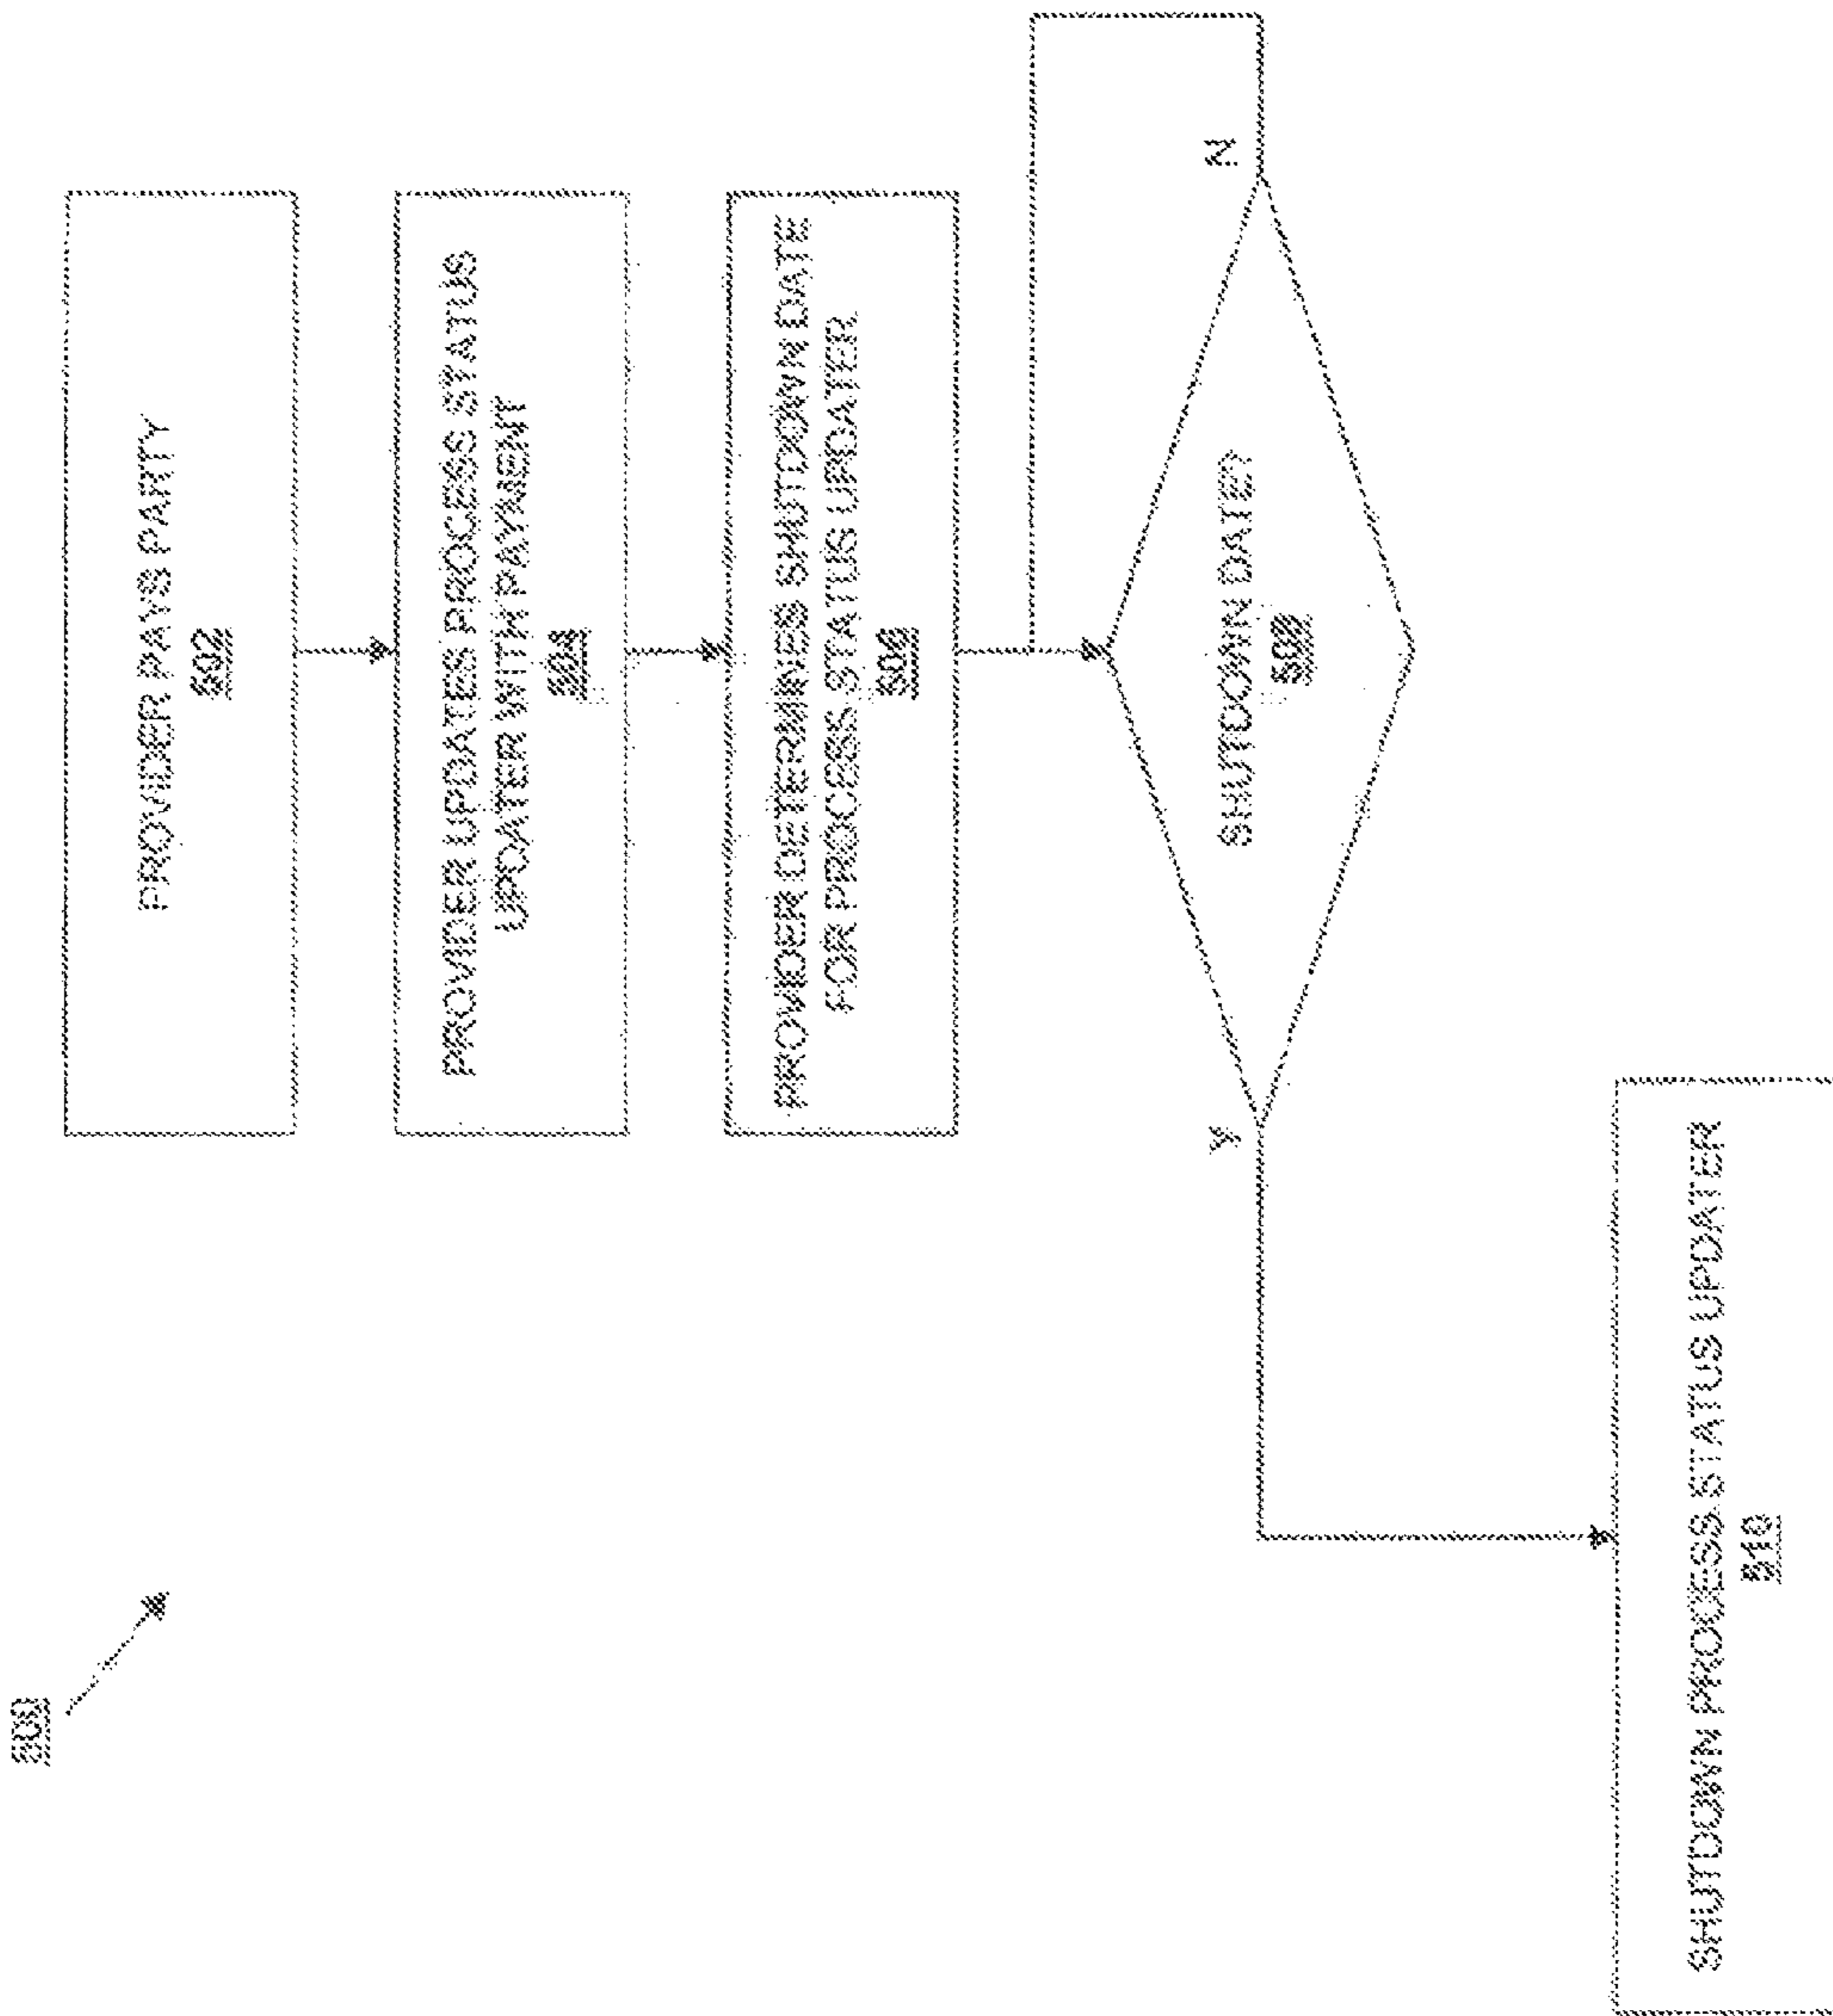 500
PROVIDER PAYS PARTY
502
PROVIDER UPDATES PROCESS STATUS
UPDATER WITH PAYMENT
504
PROVIDER DETERMINES SHUTDOWN DATE
FOR PROCESS STATUS UPDATER
506
SHUTDOWN DATE?
508
Y
N
SHUTDOWN PROCESS STATUS UPDATER
510